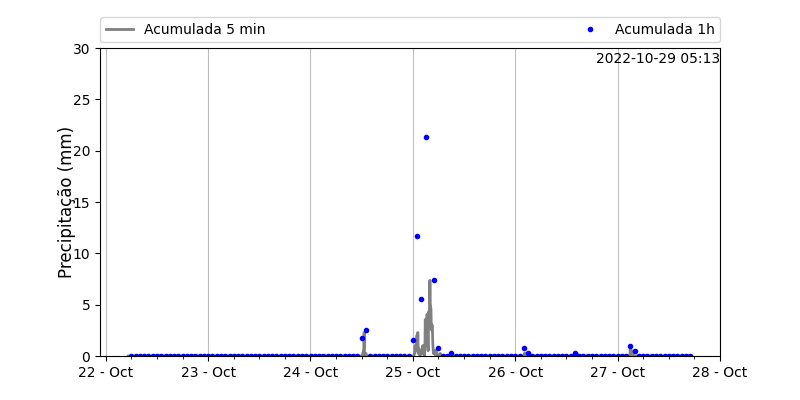 Acumulada 5 min
Acumulada 1h
2022-10-29 05:13
Precipitação (mm)
30
25
20
15
10
5
0
22 - Oct
23 - Oct
24 - Oct
25 - Oct
26 - Oct
27 - Oct
28 - Oct